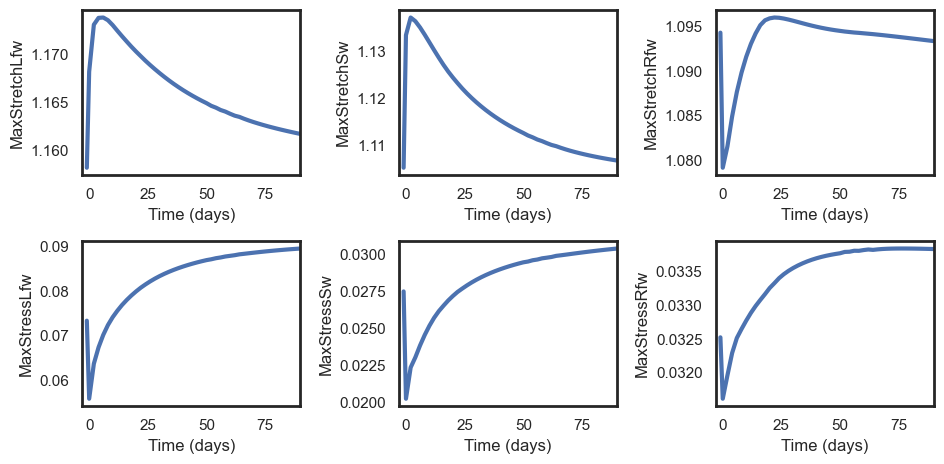 MaxStretchLfw
1.170
1.165
1.160
0 25 50 75
Time (days)
MaxStretchSw
1.13
1.12
1.11
0 25 50 75
Time (days)
MaxStretchRfw
1.095
1.090
1.085
1.080
0 25 50 75
Time (days)
MaxStressLfw
0.09
0.08
0.07
0.06
0 25 50 75
Time (days)
MaxStressSw
0.0300
0.0275
0.0250
0.0225
0.0200
0 25 50 75
Time (days)
MaxStressRfw
0.0335
0.0330
0.0325
0.0320
0 25 50 75
Time (days)